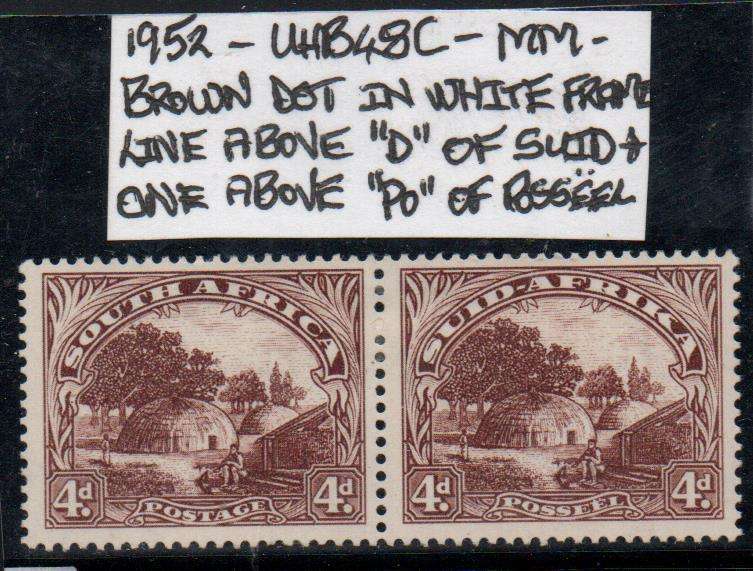 1952 - UHB48C - MM -
BROWN DOT IN WHITE FRAME
LINE ABOVE "D" OF SUID +
ONE ABOVE "PO" OF POSSEËL
SOUTH AFRICA
SUID-AFRIKA
4d. POSTAGE 4d.
4d. POSSEEL 4d.